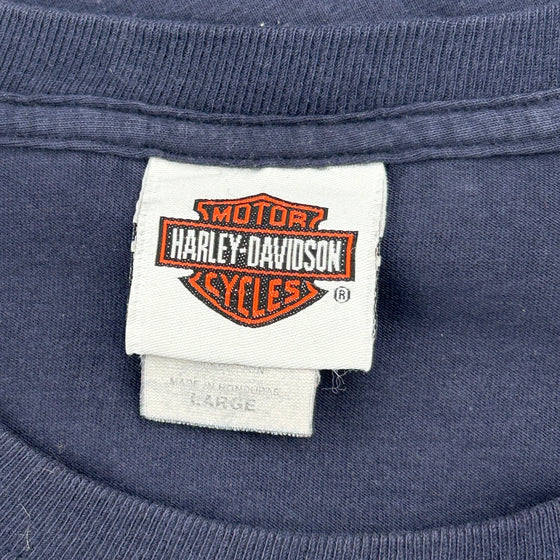 MOTOR
HARLEY-DAVIDSON
CYCLES
®
MADE IN HONDURAS
LARGE